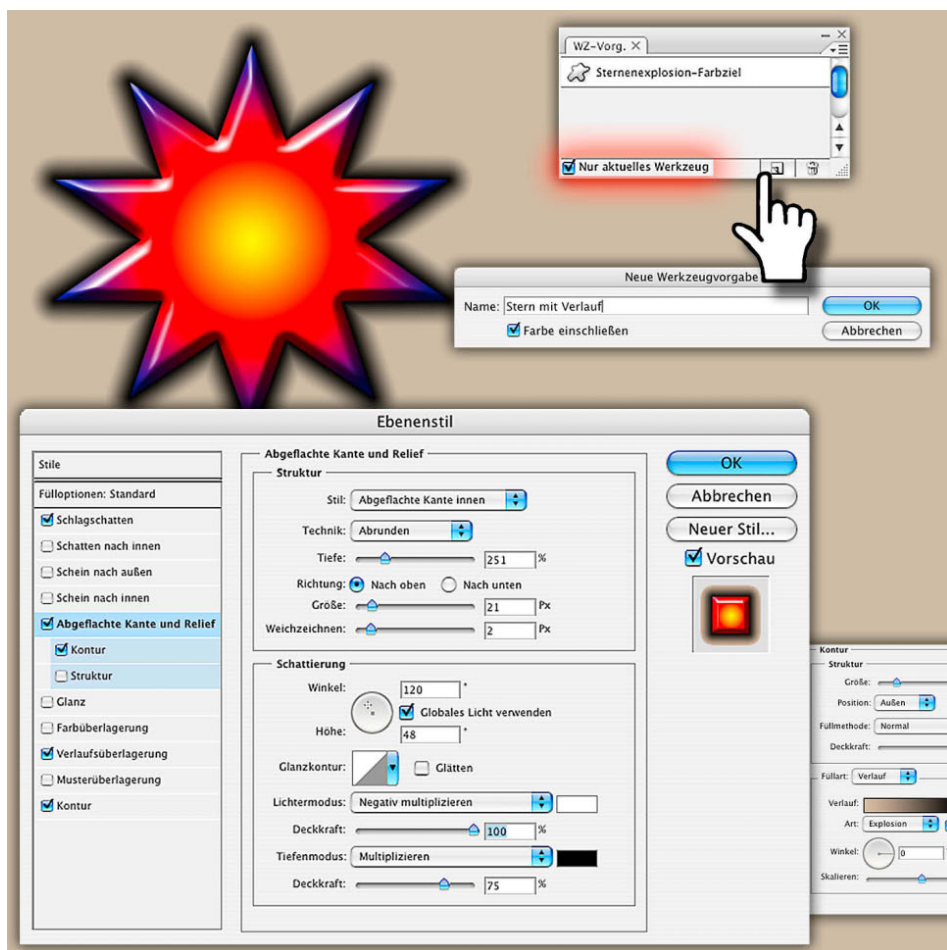 WZ-Vorg. ×
Sternenexplosion-Farbziel
Nur aktuelles Werkzeug
Neue Werkzeugvorgabe
Name: Stern mit Verlauf
OK
Farbe einschließen
Abbrechen
Ebenenstil
Stile
Fülloptionen: Standard
Schlagschatten
Schatten nach innen
Schein nach außen
Schein nach innen
Abgeflachte Kante und Relief
Kontur
Struktur
Glanz
Farbüberlagerung
Verlaufsüberlagerung
Musterüberlagerung
Kontur
Abgeflachte Kante und Relief
Struktur
Stil: Abgeflachte Kante innen
Technik: Abrunden
Tiefe: 251 %
Richtung: Nach oben Nach unten
Größe: 21 Px
Weichzeichnen: 2 Px
Schattierung
Winkel: 120 °
Globales Licht verwenden
Höhe: 48 °
Glanzkontur: Glätten
Lichtermodus: Negativ multiplizieren
Deckkraft: 100 %
Tiefenmodus: Multiplizieren
Deckkraft: 75 %
OK
Abbrechen
Neuer Stil...
Vorschau
Kontur
Struktur
Größe:
Position: Außen
Füllmethode: Normal
Deckkraft:
Füllart: Verlauf
Verlauf:
Art: Explosion
Winkel: 0
Skalieren: